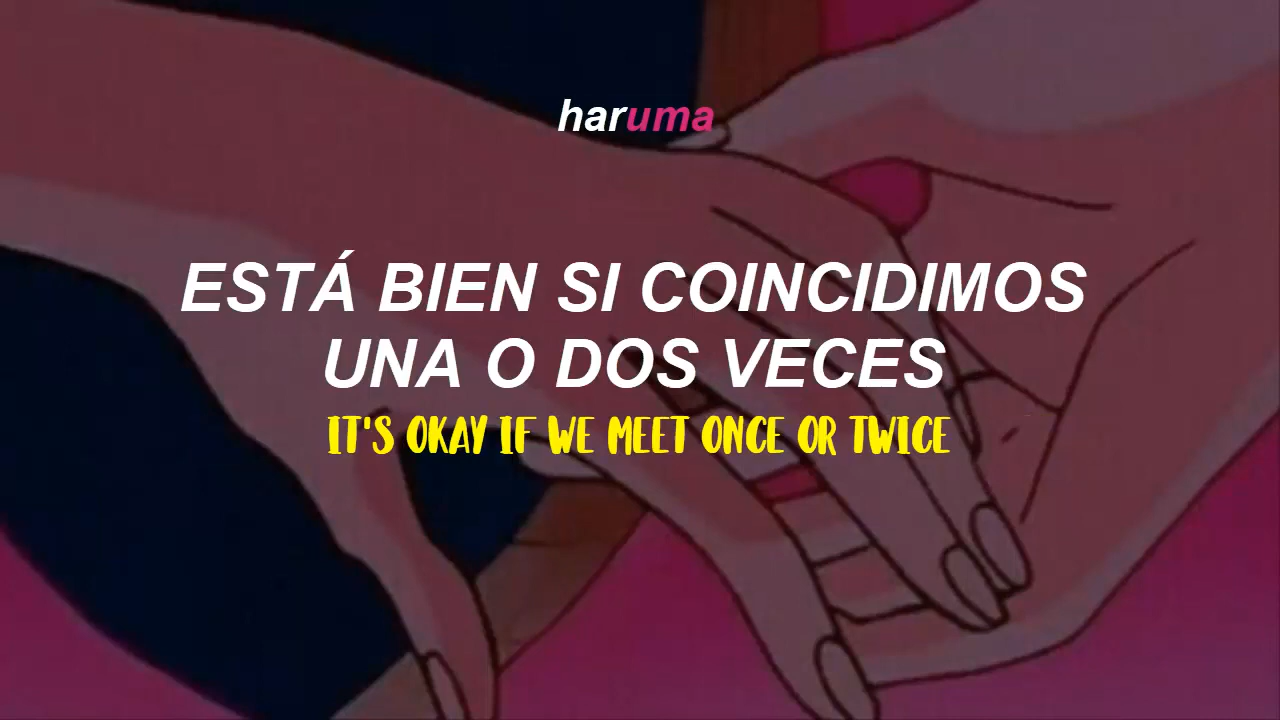 haruma
ESTÁ BIEN SI COINCIDIMOS
UNA O DOS VECES
IT'S OKAY IF WE MEET ONCE OR TWICE